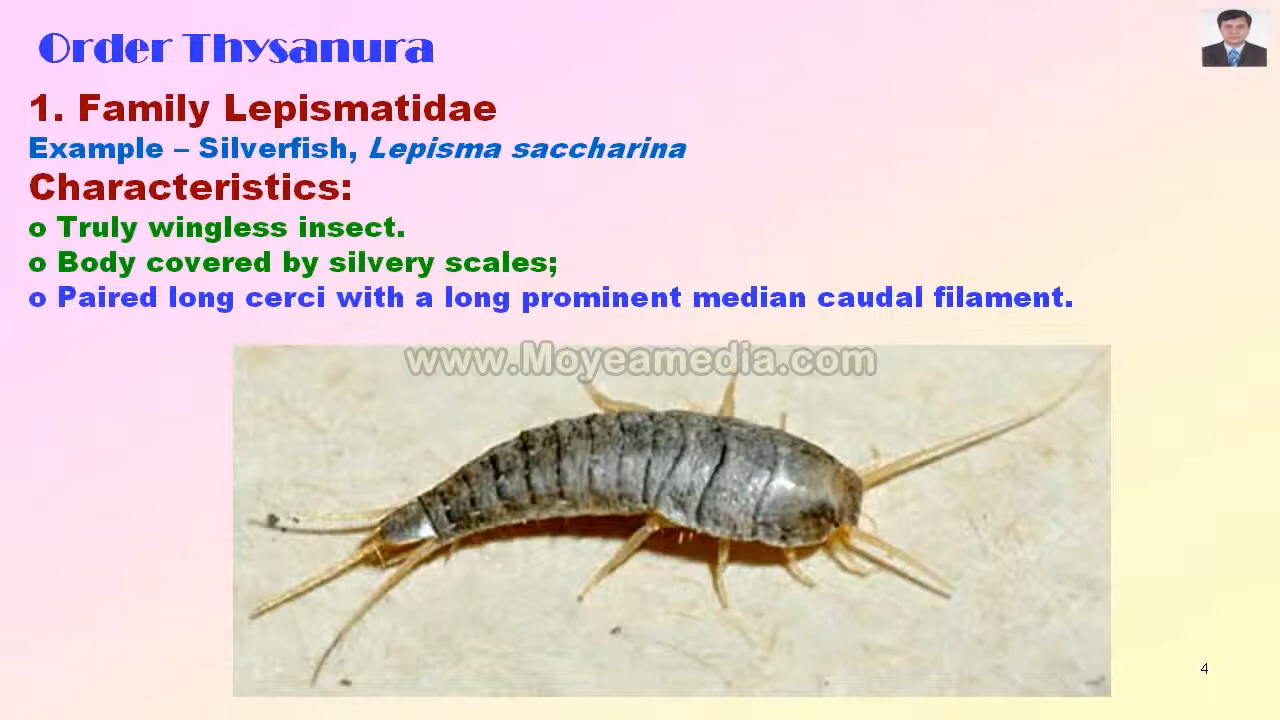 Order Thysanura
1. Family Lepismatidae
Example – Silverfish, Lepisma saccharina
Characteristics:
o Truly wingless insect.
o Body covered by silvery scales;
o Paired long cerci with a long prominent median caudal filament.
www.Moyeamedia.com
4